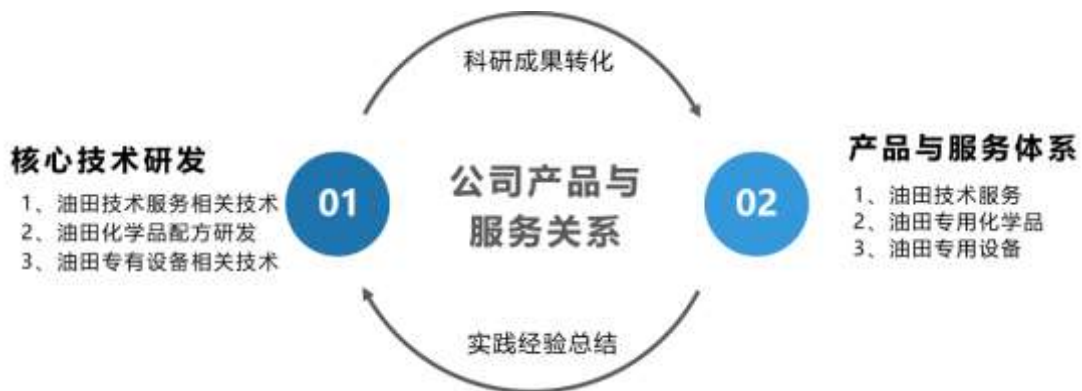 科研成果转化
核心技术研发
1、油田技术服务相关技术
2、油田化学品配方研发
3、油田专有设备相关技术
01
公司产品与
服务关系
02
产品与服务体系
1、油田技术服务
2、油田专用化学品
3、油田专用设备
实践经验总结